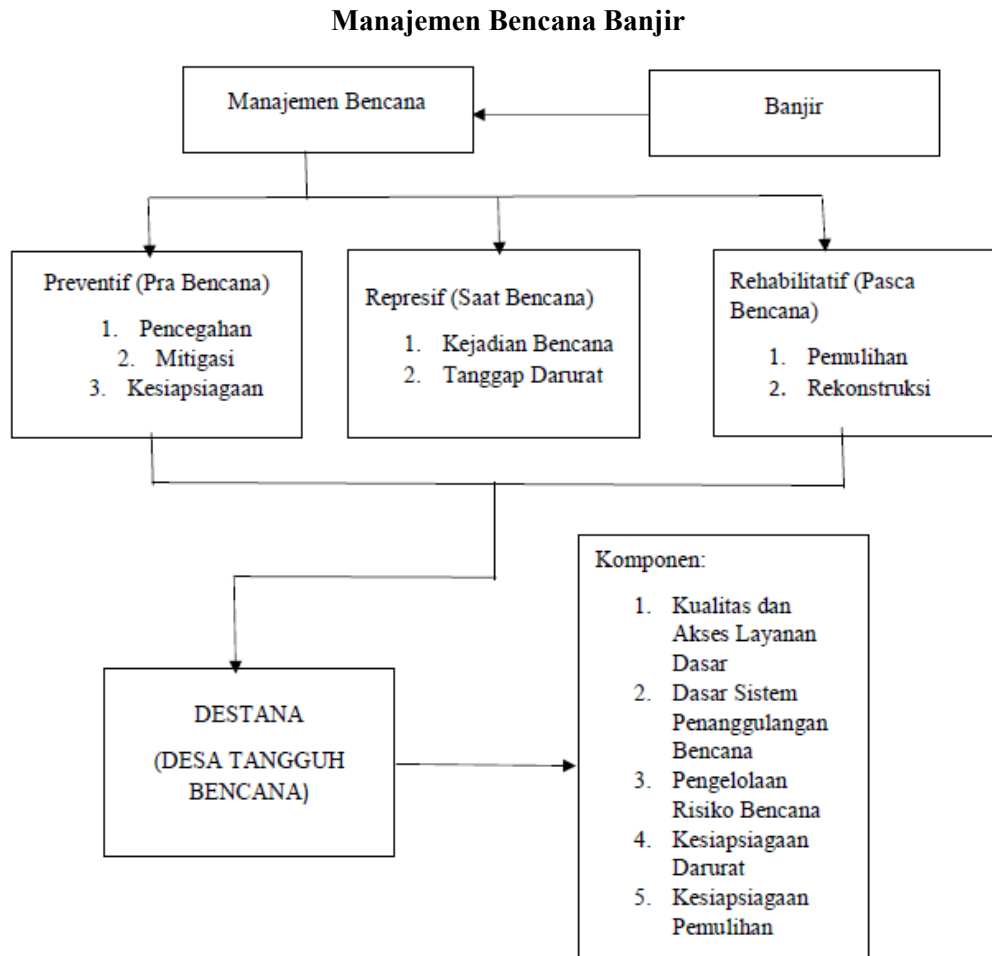 Manajemen Bencana Banjir
Manajemen Bencana
Banjir
Preventif (Pra Bencana)
1. Pencegahan
2. Mitigasi
3. Kesiapsiagaan
Represif (Saat Bencana)
1. Kejadian Bencana
2. Tanggap Darurat
Rehabilitatif (Pasca
Bencana)
1. Pemulihan
2. Rekonstruksi
DESTANA
(DESA TANGGUH
BENCANA)
Komponen:
1. Kualitas dan
Akses Layanan
Dasar
2. Dasar Sistem
Penanggulangan
Bencana
3. Pengelolaan
Risiko Bencana
4. Kesiapsiagaan
Darurat
5. Kesiapsiagaan
Pemulihan